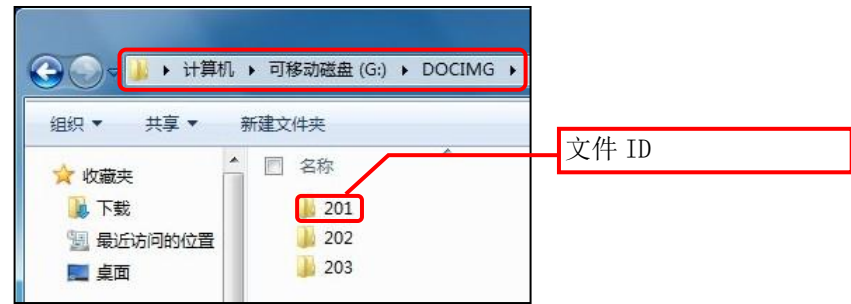 计算机 ▸ 可移动磁盘 (G:) ▸ DOCIMG ▸
组织 ▼ 共享 ▼ 新建文件夹
收藏夹
下载
最近访问的位置
桌面
名称
201
202
203
文件 ID